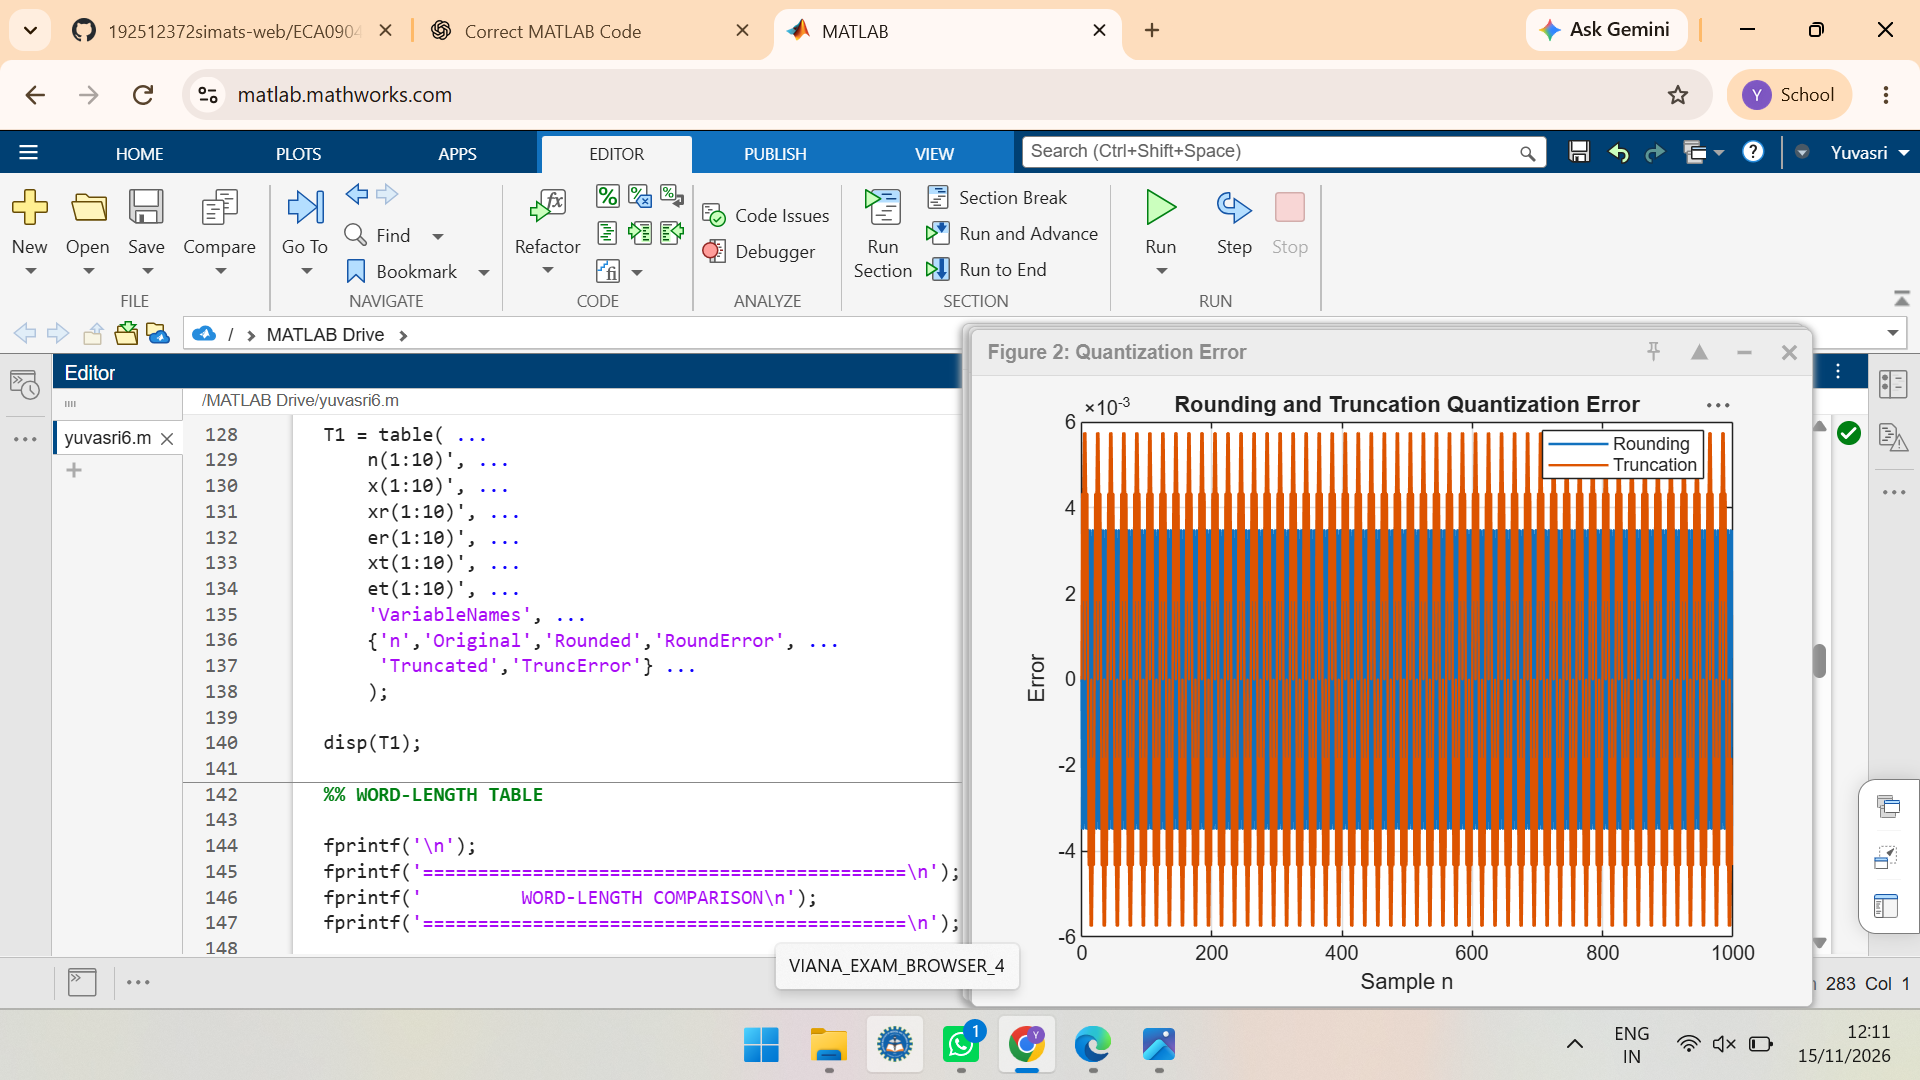 192512372simats-web/ECA0904
Correct MATLAB Code
MATLAB
Ask Gemini
matlab.mathworks.com
Y School
HOME PLOTS APPS EDITOR PUBLISH VIEW Search (Ctrl+Shift+Space) Yuvasri
New Open Save Compare Go To Find Bookmark Refactor Code Issues Debugger Run Section Section Break Run and Advance Run to End Run Step Stop
FILE NAVIGATE CODE ANALYZE SECTION RUN
/ › MATLAB Drive ›
Editor
/MATLAB Drive/yuvasri6.m
yuvasri6.m
128 T1 = table( ...
129 n(1:10)', ...
130 x(1:10)', ...
131 xr(1:10)', ...
132 er(1:10)', ...
133 xt(1:10)', ...
134 et(1:10)', ...
135 'VariableNames', ...
136 {'n','Original','Rounded','RoundError', ...
137 'Truncated','TruncError'} ...
138 );
139
140 disp(T1);
141
142 %% WORD-LENGTH TABLE
143
144 fprintf('\n');
145 fprintf('============================================\n');
146 fprintf('         WORD-LENGTH COMPARISON\n');
147 fprintf('============================================\n');
148
Figure 2: Quantization Error
×10-3
Rounding and Truncation Quantization Error
Rounding
Truncation
6
4
2
0
-2
-4
-6
Error
0 200 400 600 800 1000
Sample n
VIANA_EXAM_BROWSER_4
283 Col 1
1
Y
ENG
IN
12:11
15/11/2026